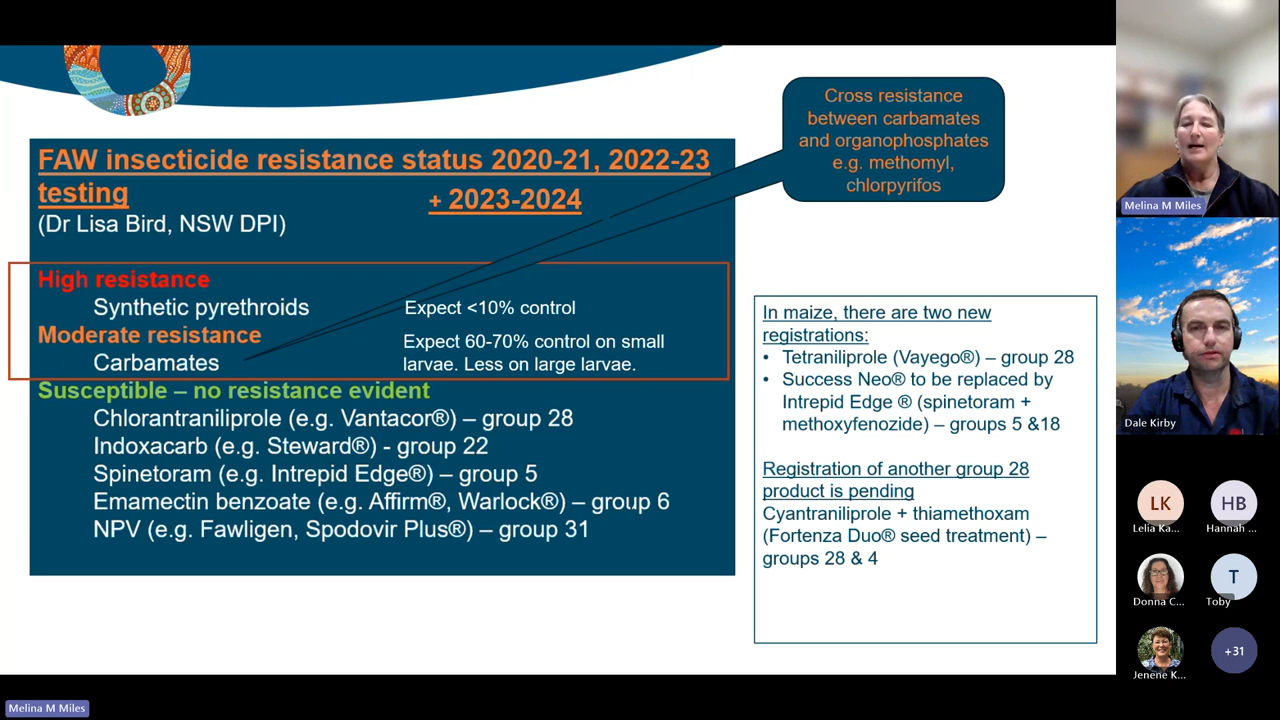 FAW insecticide resistance status 2020-21, 2022-23
testing
+ 2023-2024
(Dr Lisa Bird, NSW DPI)
High resistance
Synthetic pyrethroids
Expect <10% control
Moderate resistance
Carbamates
Expect 60-70% control on small
larvae. Less on large larvae.
Susceptible – no resistance evident
Chlorantraniliprole (e.g. Vantacor®) – group 28
Indoxacarb (e.g. Steward®) - group 22
Spinetoram (e.g. Intrepid Edge®) – group 5
Emamectin benzoate (e.g. Affirm®, Warlock®) – group 6
NPV (e.g. Fawligen, Spodovir Plus®) – group 31
Cross resistance
between carbamates
and organophosphates
e.g. methomyl,
chlorpyrifos
In maize, there are two new
registrations:
• Tetraniliprole (Vayego®) – group 28
• Success Neo® to be replaced by
Intrepid Edge ® (spinetoram +
methoxyfenozide) – groups 5 &18
Registration of another group 28
product is pending
Cyantraniliprole + thiamethoxam
(Fortenza Duo® seed treatment) –
groups 28 & 4
Melina M Miles
Dale Kirby
LK
Lelia Ka...
HB
Hannah ...
Donna C...
T
Toby
Jenene K...
+31
Melina M Miles